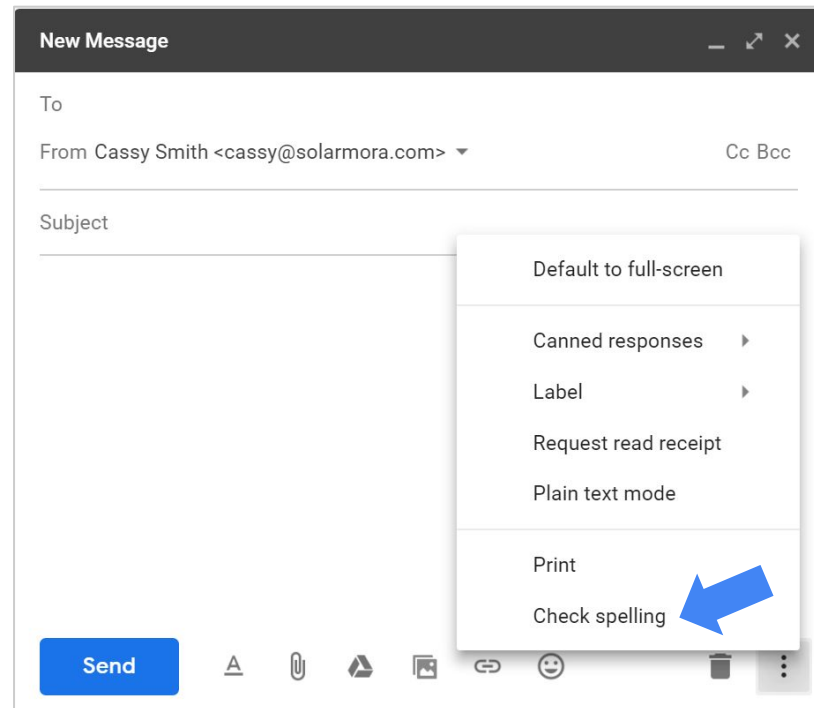 New Message
To
From Cassy Smith <cassy@solarmora.com> Cc Bcc
Subject
Default to full-screen
Canned responses
Label
Request read receipt
Plain text mode
Print
Check spelling
Send A